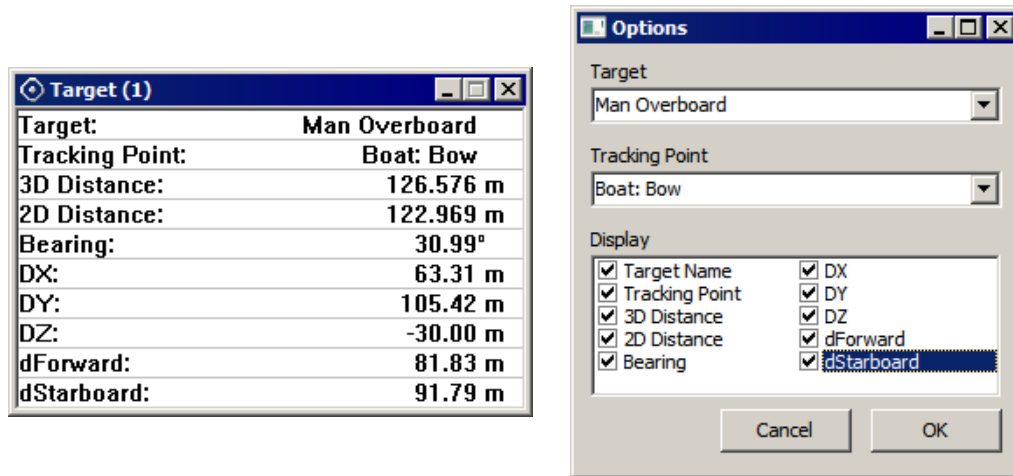 Target (1)
Target: Man Overboard
Tracking Point: Boat: Bow
3D Distance: 126.576 m
2D Distance: 122.969 m
Bearing: 30.99°
DX: 63.31 m
DY: 105.42 m
DZ: -30.00 m
dForward: 81.83 m
dStarboard: 91.79 m
Options
Target
Man Overboard
Tracking Point
Boat: Bow
Display
Target Name DX
Tracking Point DY
3D Distance DZ
2D Distance dForward
Bearing dStarboard
Cancel OK